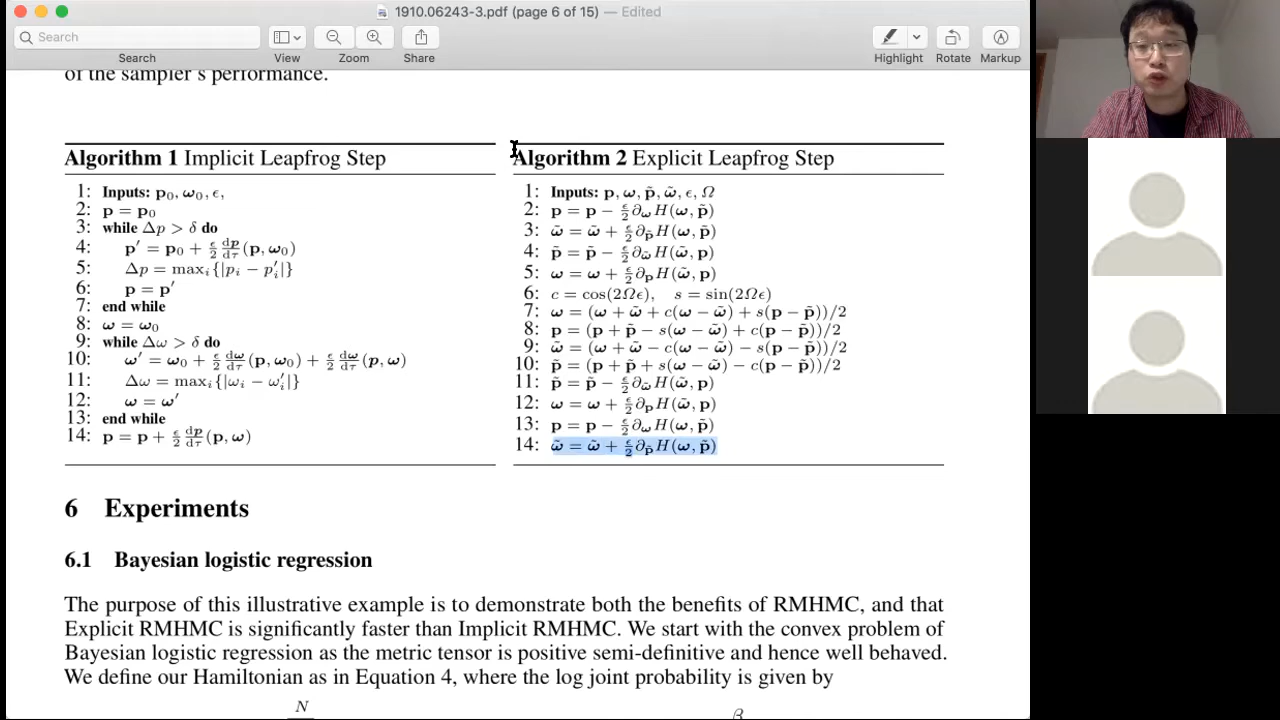 1910.06243-3.pdf (page 6 of 15) — Edited
Search
Search View Zoom Share Highlight Rotate Markup
of the sampler's performance.
Algorithm 1 Implicit Leapfrog Step
1: Inputs: p₀, ω₀, ϵ,
2: p = p₀
3: while Δp > δ do
4: p′ = p₀ + ϵ/2 dp/dτ (p, ω₀)
5: Δp = maxᵢ{|pᵢ − p′ᵢ|}
6: p = p′
7: end while
8: ω = ω₀
9: while Δω > δ do
10: ω′ = ω₀ + ϵ/2 dω/dτ (p, ω₀) + ϵ/2 dω/dτ (p, ω)
11: Δω = maxᵢ{|ωᵢ − ω′ᵢ|}
12: ω = ω′
13: end while
14: p = p + ϵ/2 dp/dτ (p, ω)
Algorithm 2 Explicit Leapfrog Step
1: Inputs: p, ω, p̃, ω̃, ϵ, Ω
2: p = p − ϵ/2 ∂_ω H(ω, p̃)
3: ω̃ = ω̃ + ϵ/2 ∂_p̃ H(ω, p̃)
4: p̃ = p̃ − ϵ/2 ∂_ω̃ H(ω̃, p)
5: ω = ω + ϵ/2 ∂_p H(ω̃, p)
6: c = cos(2Ωϵ), s = sin(2Ωϵ)
7: ω = (ω + ω̃ + c(ω − ω̃) + s(p − p̃))/2
8: p = (p + p̃ − s(ω − ω̃) + c(p − p̃))/2
9: ω̃ = (ω + ω̃ − c(ω − ω̃) − s(p − p̃))/2
10: p̃ = (p + p̃ + s(ω − ω̃) − c(p − p̃))/2
11: p̃ = p̃ − ϵ/2 ∂_ω̃ H(ω̃, p)
12: ω = ω + ϵ/2 ∂_p H(ω̃, p)
13: p = p − ϵ/2 ∂_ω H(ω, p̃)
14: ω̃ = ω̃ + ϵ/2 ∂_p̃ H(ω, p̃)
6 Experiments
6.1 Bayesian logistic regression
The purpose of this illustrative example is to demonstrate both the benefits of RMHMC, and that
Explicit RMHMC is significantly faster than Implicit RMHMC. We start with the convex problem of
Bayesian logistic regression as the metric tensor is positive semi-definite and hence well behaved.
We define our Hamiltonian as in Equation 4, where the log joint probability is given by
N β